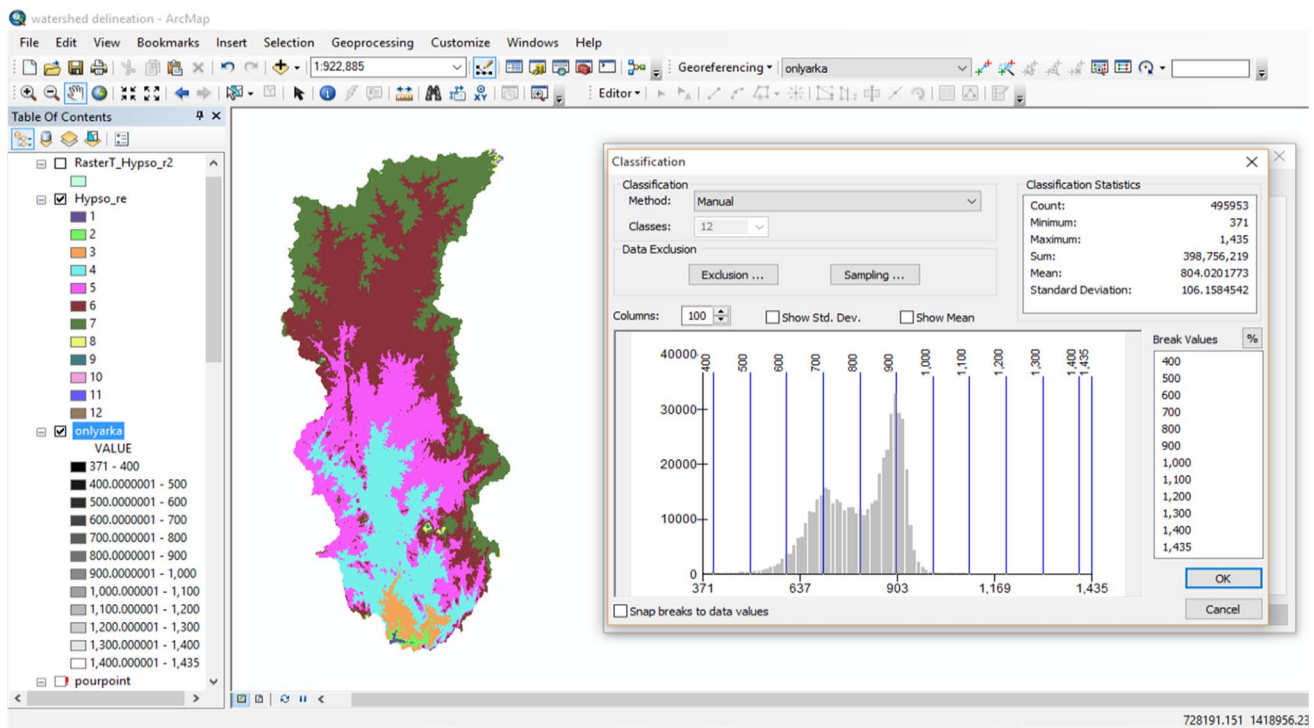 watershed delineation - ArcMap
File Edit View Bookmarks Insert Selection Geoprocessing Customize Windows Help
1:922,885 Georeferencing onlyarka
Editor
Table Of Contents
RasterT_Hypso_r2
Hypso_re
1
2
3
4
5
6
7
8
9
10
11
12
onlyarka
VALUE
371 - 400
400.0000001 - 500
500.0000001 - 600
600.0000001 - 700
700.0000001 - 800
800.0000001 - 900
900.0000001 - 1,000
1,000.000001 - 1,100
1,100.000001 - 1,200
1,200.000001 - 1,300
1,300.000001 - 1,400
1,400.000001 - 1,435
pourpoint
Classification
Classification
Method: Manual
Classes: 12
Data Exclusion
Exclusion ... Sampling ...
Classification Statistics
Count: 495953
Minimum: 371
Maximum: 1,435
Sum: 398,756,219
Mean: 804.0201773
Standard Deviation: 106.1584542
Columns: 100 Show Std. Dev. Show Mean
400 500 600 700 800 900 1,000 1,100 1,200 1,300 1,400 1,435
40000
30000
20000
10000
0
371 637 903 1,169 1,435
Break Values %
400
500
600
700
800
900
1,000
1,100
1,200
1,300
1,400
1,435
OK
Cancel
Snap breaks to data values
728191.151 1418956.23